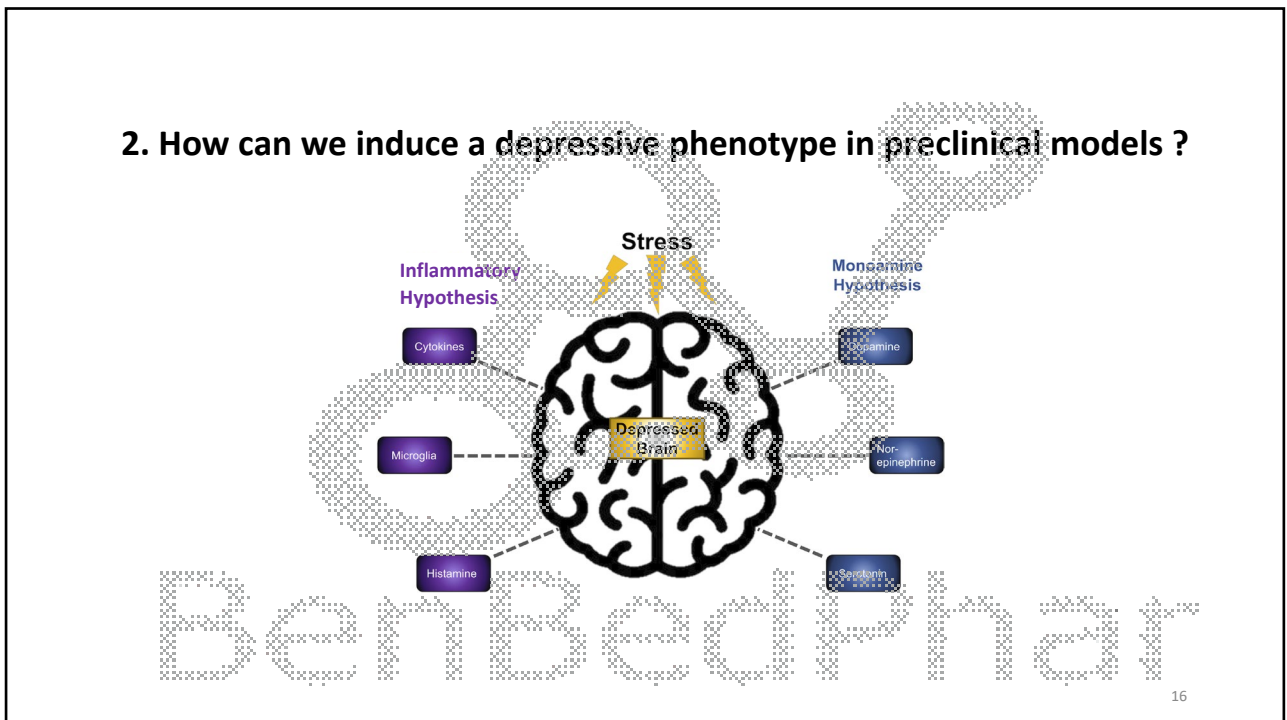 2. How can we induce a depressive phenotype in preclinical models ?
Stress
Inflammatory
Hypothesis
Monoamine
Hypothesis
Cytokines
Dopamine
Depressed
Brain
Microglia
Nor-
epinephrine
Histamine
Serotonin
BenBedPhar
16